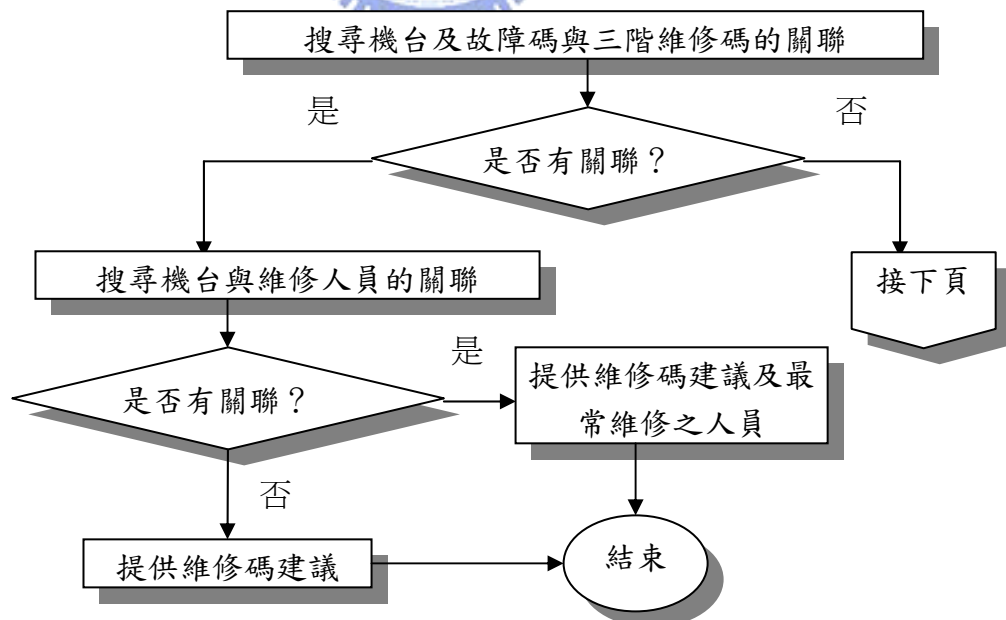 搜尋機台及故障碼與三階維修碼的關聯
是
否
是否有關聯？
搜尋機台與維修人員的關聯
接下頁
是
是否有關聯？
提供維修碼建議及最
常維修之人員
否
提供維修碼建議
結束